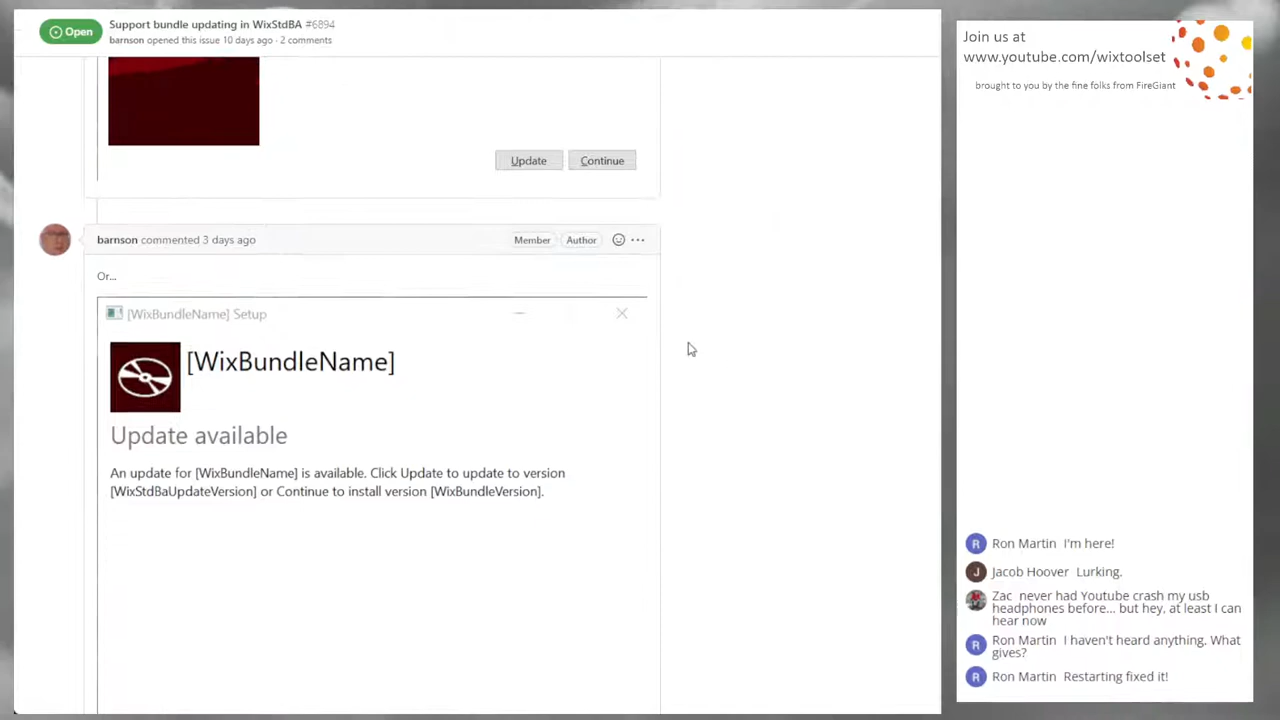 Open
Support bundle updating in WixStdBA #6894
barnson opened this issue 10 days ago · 2 comments
Update
Continue
barnson commented 3 days ago
Member
Author
Or...
[WixBundleName] Setup
[WixBundleName]
Update available
An update for [WixBundleName] is available. Click Update to update to version
[WixStdBaUpdateVersion] or Continue to install version [WixBundleVersion].
Join us at
www.youtube.com/wixtoolset
brought to you by the fine folks from FireGiant
R Ron Martin I'm here!
J Jacob Hoover Lurking.
Zac never had Youtube crash my usb
headphones before... but hey, at least I can
hear now
R Ron Martin I haven't heard anything. What
gives?
R Ron Martin Restarting fixed it!